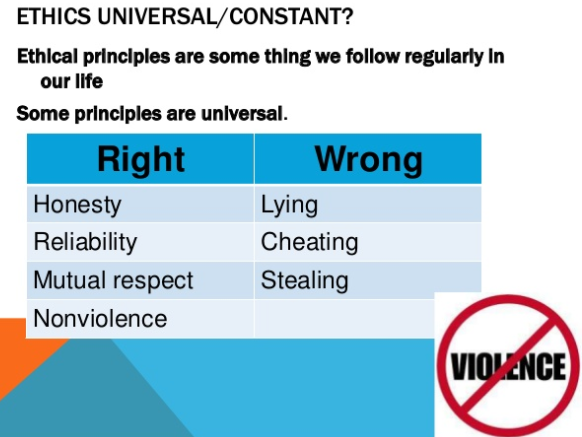 ETHICS UNIVERSAL/CONSTANT?
Ethical principles are some thing we follow regularly in
our life
Some principles are universal.
Right Wrong
Honesty Lying
Reliability Cheating
Mutual respect Stealing
Nonviolence
VIOLENCE